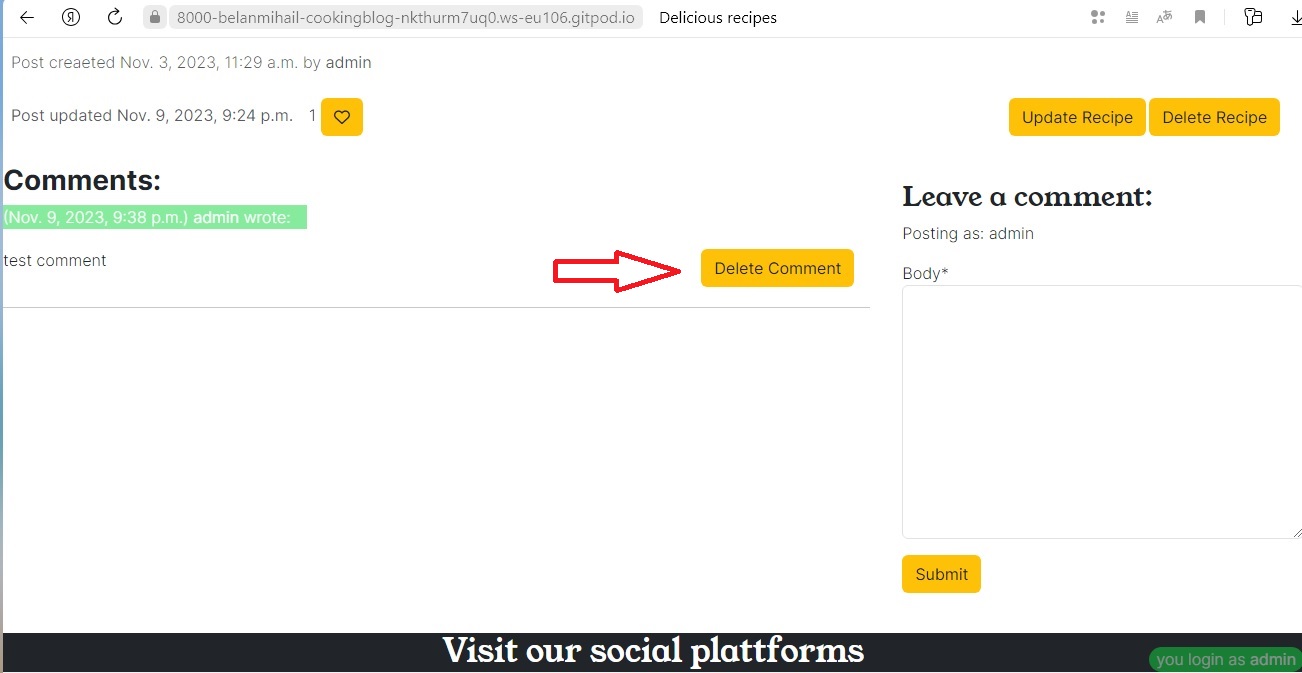 8000-belanmihail-cookingblog-nkthurm7uq0.ws-eu106.gitpod.io Delicious recipes
Post creaeted Nov. 3, 2023, 11:29 a.m. by admin
Post updated Nov. 9, 2023, 9:24 p.m. 1
Update Recipe Delete Recipe
Comments:
(Nov. 9, 2023, 9:38 p.m.) admin wrote:
test comment
Delete Comment
Leave a comment:
Posting as: admin
Body*
Submit
Visit our social plattforms
you login as admin